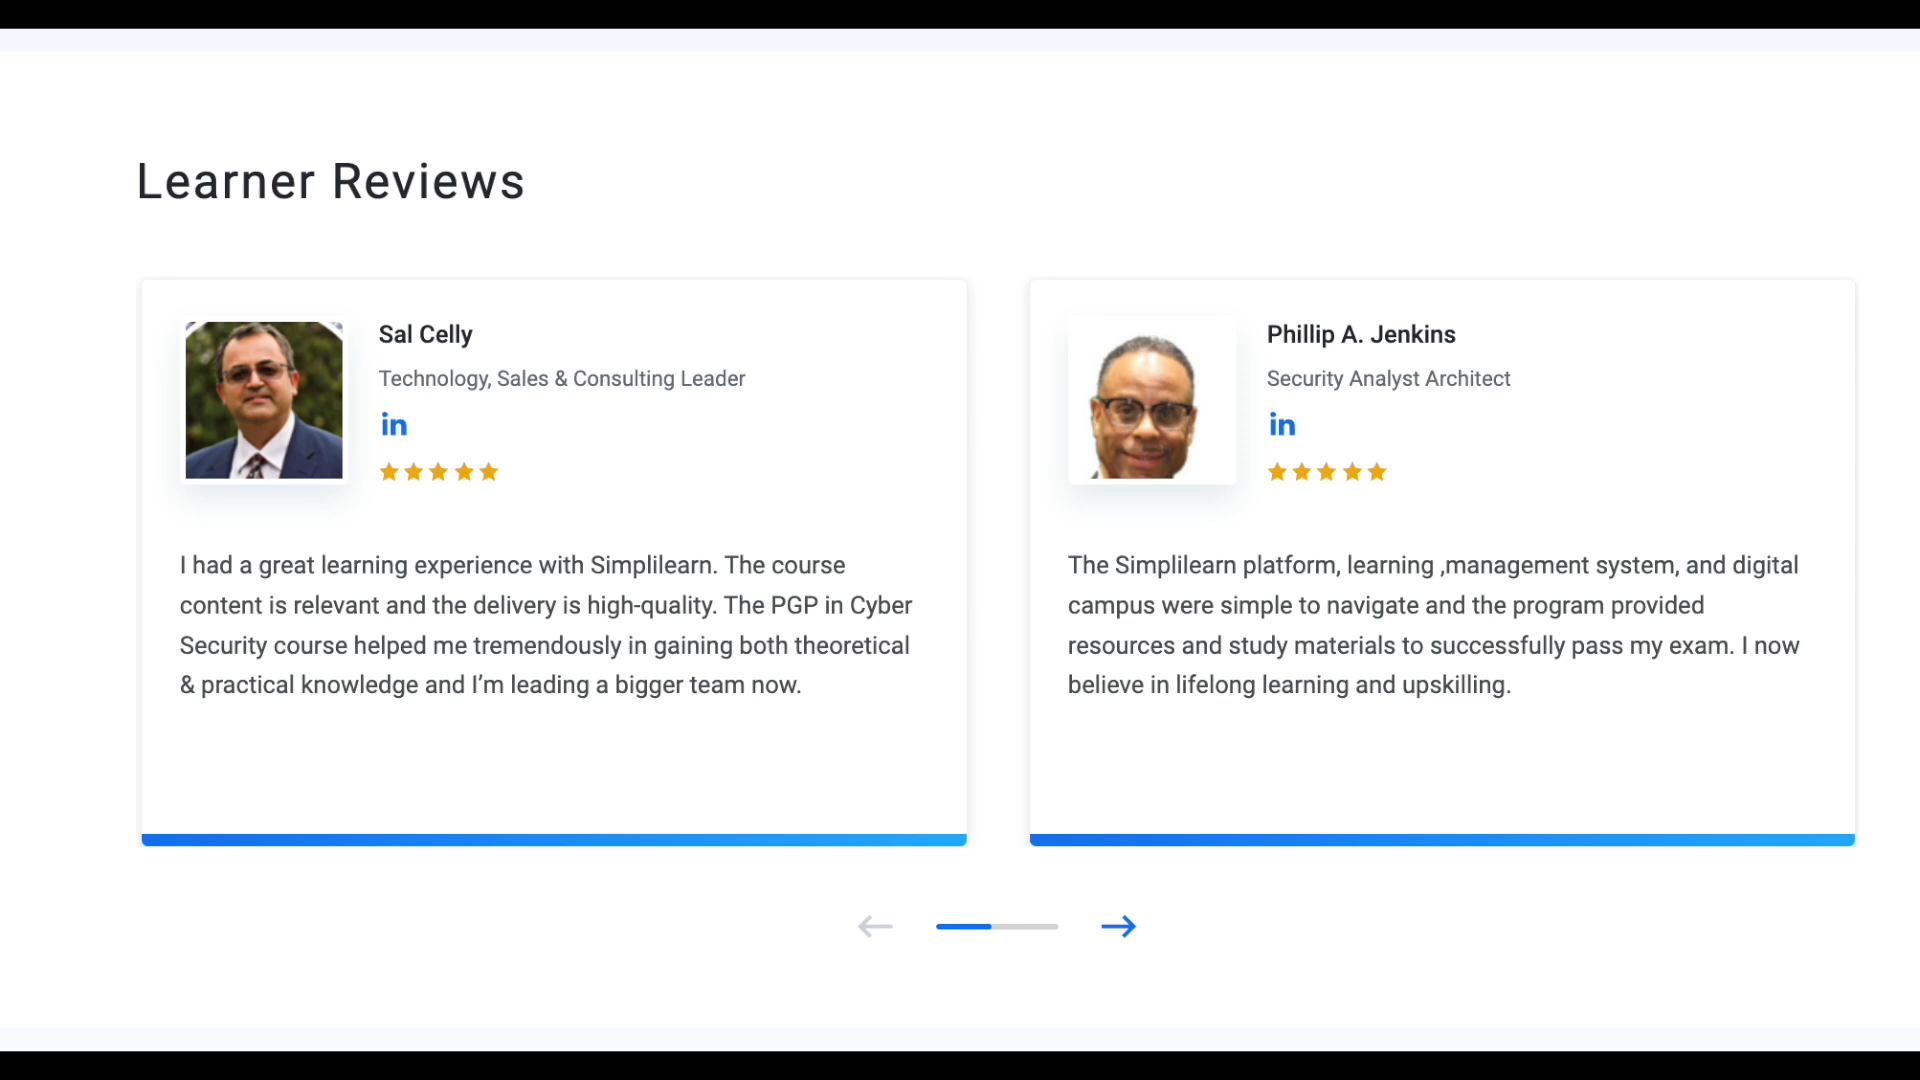 Learner Reviews
Sal Celly
Technology, Sales & Consulting Leader
in
I had a great learning experience with Simplilearn. The course
content is relevant and the delivery is high-quality. The PGP in Cyber
Security course helped me tremendously in gaining both theoretical
& practical knowledge and I’m leading a bigger team now.
Phillip A. Jenkins
Security Analyst Architect
in
The Simplilearn platform, learning ,management system, and digital
campus were simple to navigate and the program provided
resources and study materials to successfully pass my exam. I now
believe in lifelong learning and upskilling.